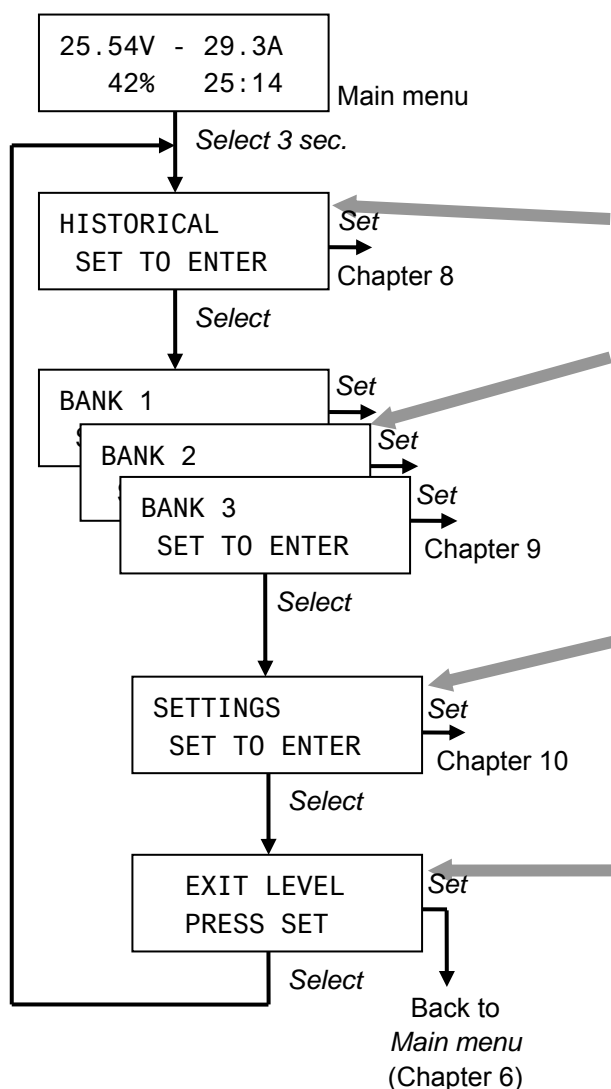 25.54V - 29.3A
42% 25:14
Main menu
Select 3 sec.
HISTORICAL
SET TO ENTER
Set
Chapter 8
Select
BANK 1
Set
BANK 2
Set
BANK 3
SET TO ENTER
Set
Chapter 9
Select
SETTINGS
SET TO ENTER
Set
Chapter 10
Select
EXIT LEVEL
PRESS SET
Set
Select
Back to
Main menu
(Chapter 6)